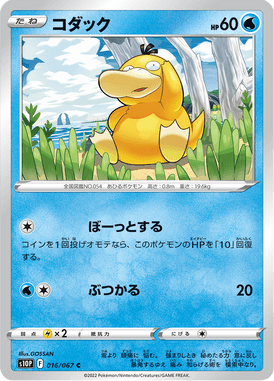 たね コダック HP60
全国図鑑NO.054 あひるポケモン 高さ:0.8m 重さ:19.6kg
ぼーっとする
コインを1回投げオモテなら、このポケモンのHPを「10」回復
する。
ぶつかる 20
弱点 ×2 抵抗力 にげる
Illus.GOSSAN
s10P F 016/067 C
©2022 Pokémon/Nintendo/Creatures/GAME FREAK.